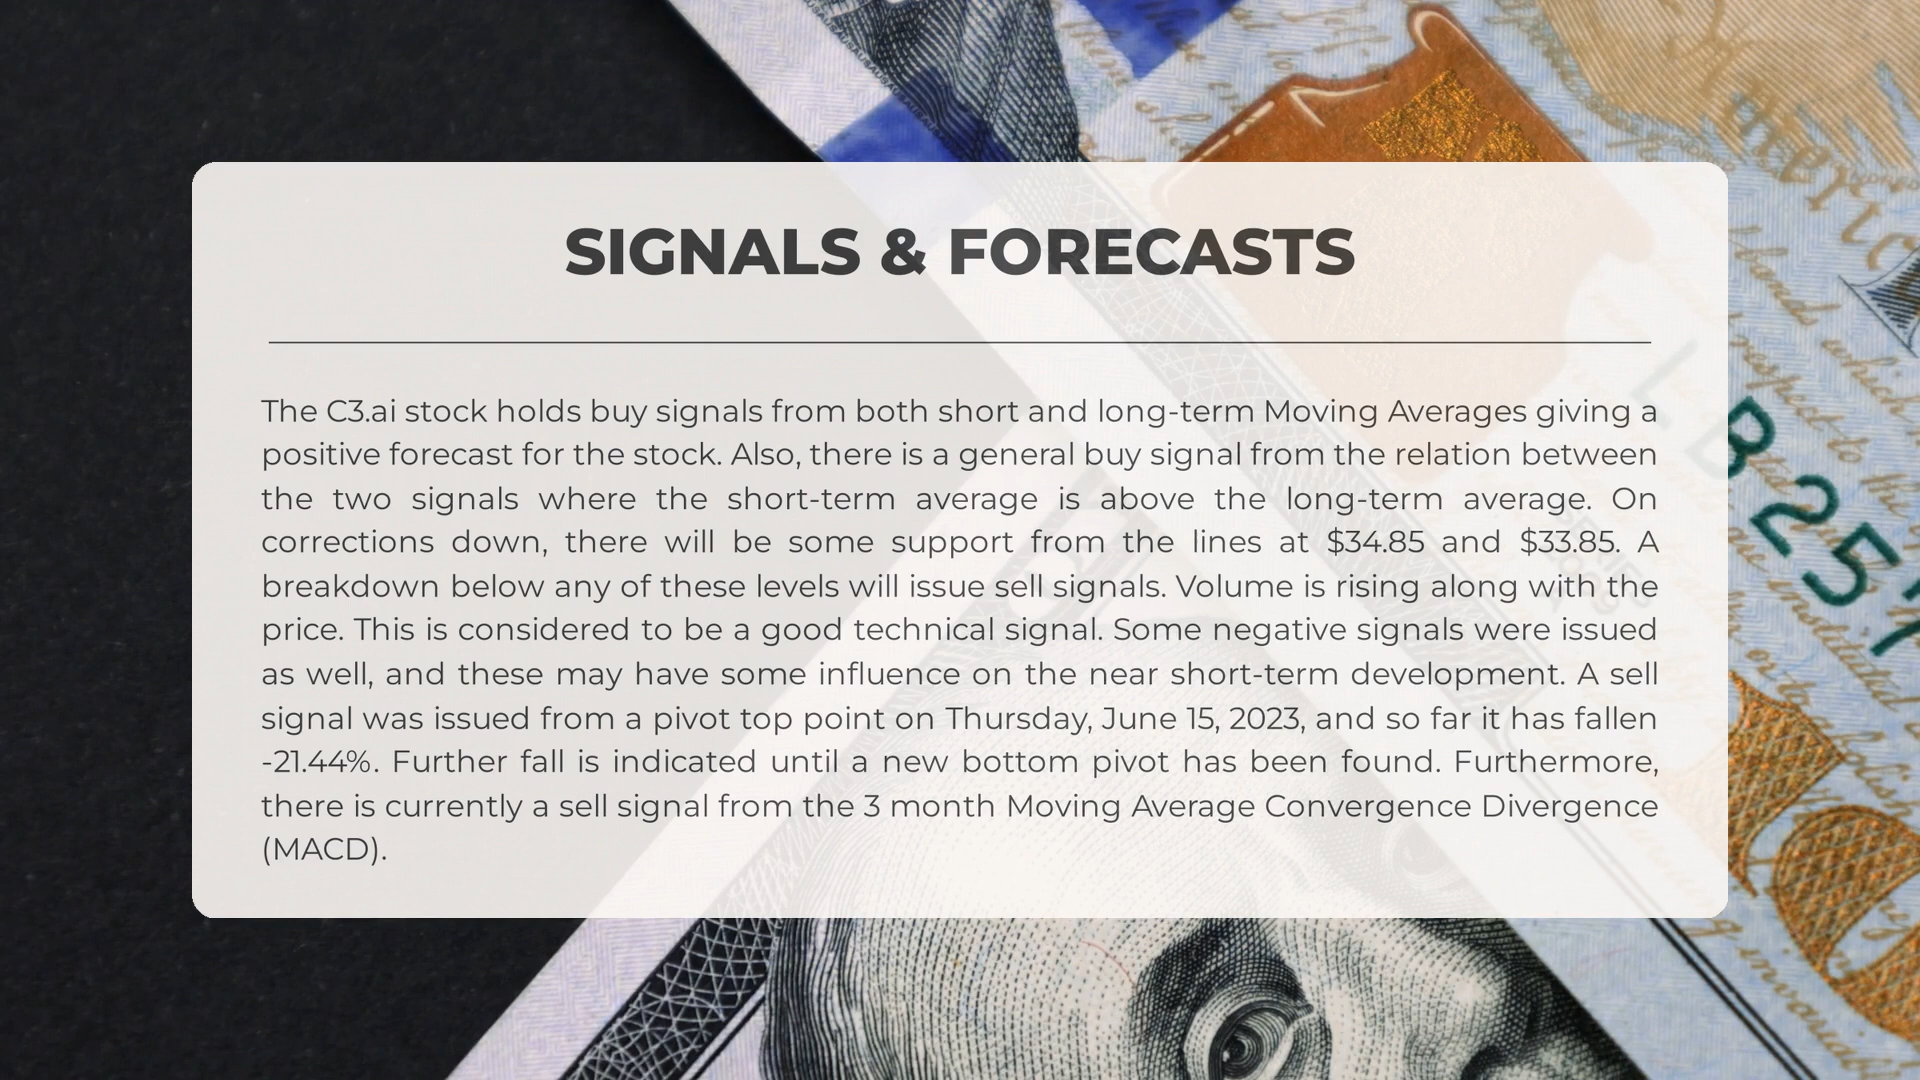 SIGNALS & FORECASTS
The C3.ai stock holds buy signals from both short and long-term Moving Averages giving a
positive forecast for the stock. Also, there is a general buy signal from the relation between
the two signals where the short-term average is above the long-term average. On
corrections down, there will be some support from the lines at $34.85 and $33.85. A
breakdown below any of these levels will issue sell signals. Volume is rising along with the
price. This is considered to be a good technical signal. Some negative signals were issued
as well, and these may have some influence on the near short-term development. A sell
signal was issued from a pivot top point on Thursday, June 15, 2023, and so far it has fallen
-21.44%. Further fall is indicated until a new bottom pivot has been found. Furthermore,
there is currently a sell signal from the 3 month Moving Average Convergence Divergence
(MACD).